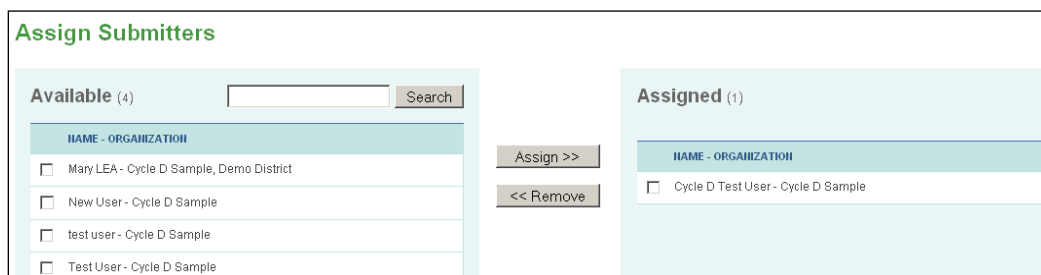 Assign Submitters
Available (4)
Search
NAME - ORGANIZATION
Mary LEA - Cycle D Sample, Demo District
New User - Cycle D Sample
test user - Cycle D Sample
Test User - Cycle D Sample
Assign >>
<< Remove
Assigned (1)
NAME - ORGANIZATION
Cycle D Test User - Cycle D Sample